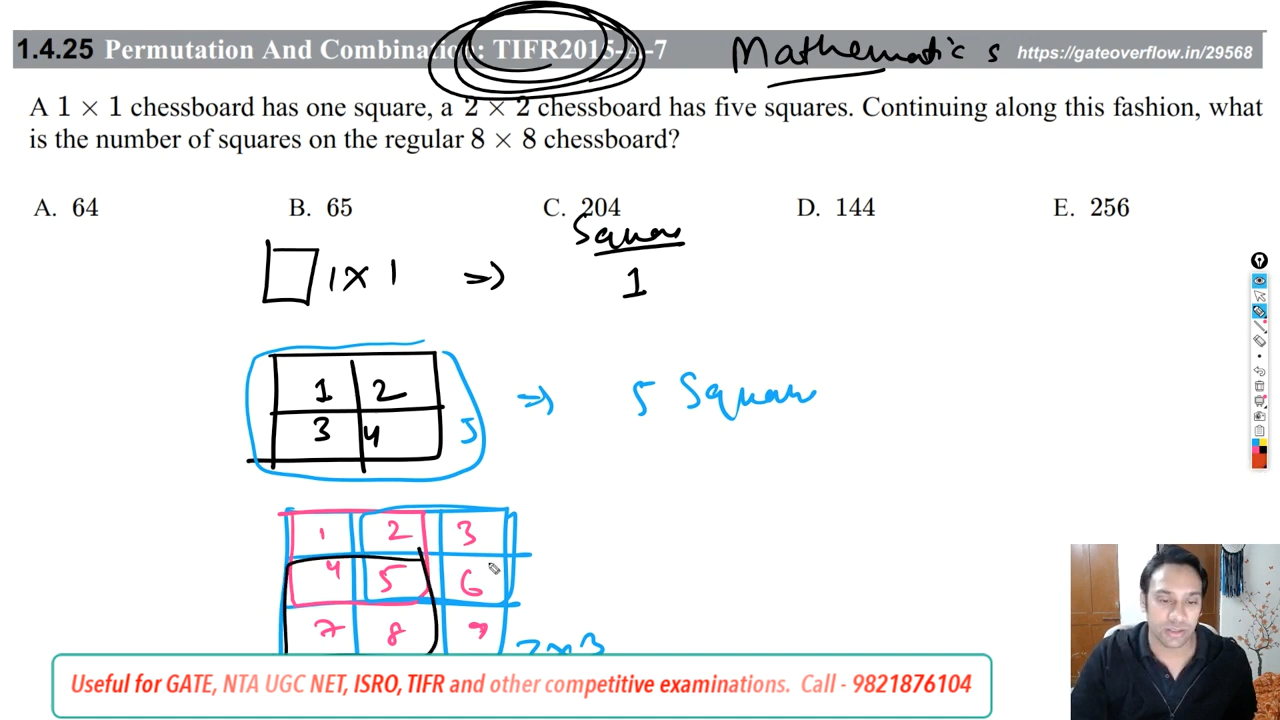 1.4.25 Permutation And Combination: TIFR2015-A-7 Mathematics https://gateoverflow.in/29568
A 1 × 1 chessboard has one square, a 2 × 2 chessboard has five squares. Continuing along this fashion, what
is the number of squares on the regular 8 × 8 chessboard?
A. 64 B. 65 C. 204 D. 144 E. 256
Square
1 x 1 => 1
1 2
3 4 5
=> 5 Square
1 2 3
4 5 6
7 8 9
3x3
Useful for GATE, NTA UGC NET, ISRO, TIFR and other competitive examinations. Call - 9821876104